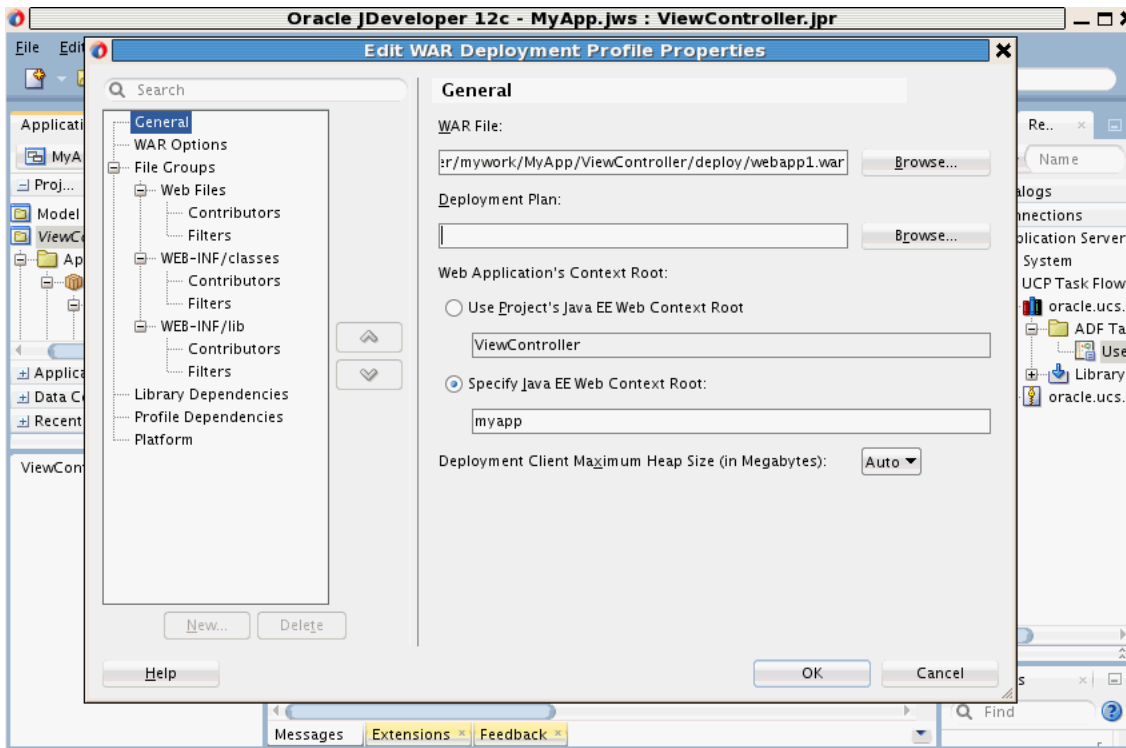 Oracle JDeveloper 12c - MyApp.jws : ViewController.jpr
File Edit
Edit WAR Deployment Profile Properties
Search
General
WAR Options
File Groups
Web Files
Contributors
Filters
WEB-INF/classes
Contributors
Filters
WEB-INF/lib
Contributors
Filters
Library Dependencies
Profile Dependencies
Platform
New...
Delete
General
WAR File:
er/mywork/MyApp/ViewController/deploy/webapp1.war
Browse...
Deployment Plan:
Browse...
Web Application's Context Root:
Use Project's Java EE Web Context Root
ViewController
Specify Java EE Web Context Root:
myapp
Deployment Client Maximum Heap Size (in Megabytes):
Auto
Help
OK
Cancel
Applicati
MyA
Proj...
Model
ViewCo
Ap
Applica
Data Co
Recent
ViewCon
Re..
Name
alogs
nnections
plication Server
System
UCP Task Flow
oracle.ucs.
ADF Ta
Use
Library
oracle.ucs.
s
Find
Messages
Extensions
Feedback